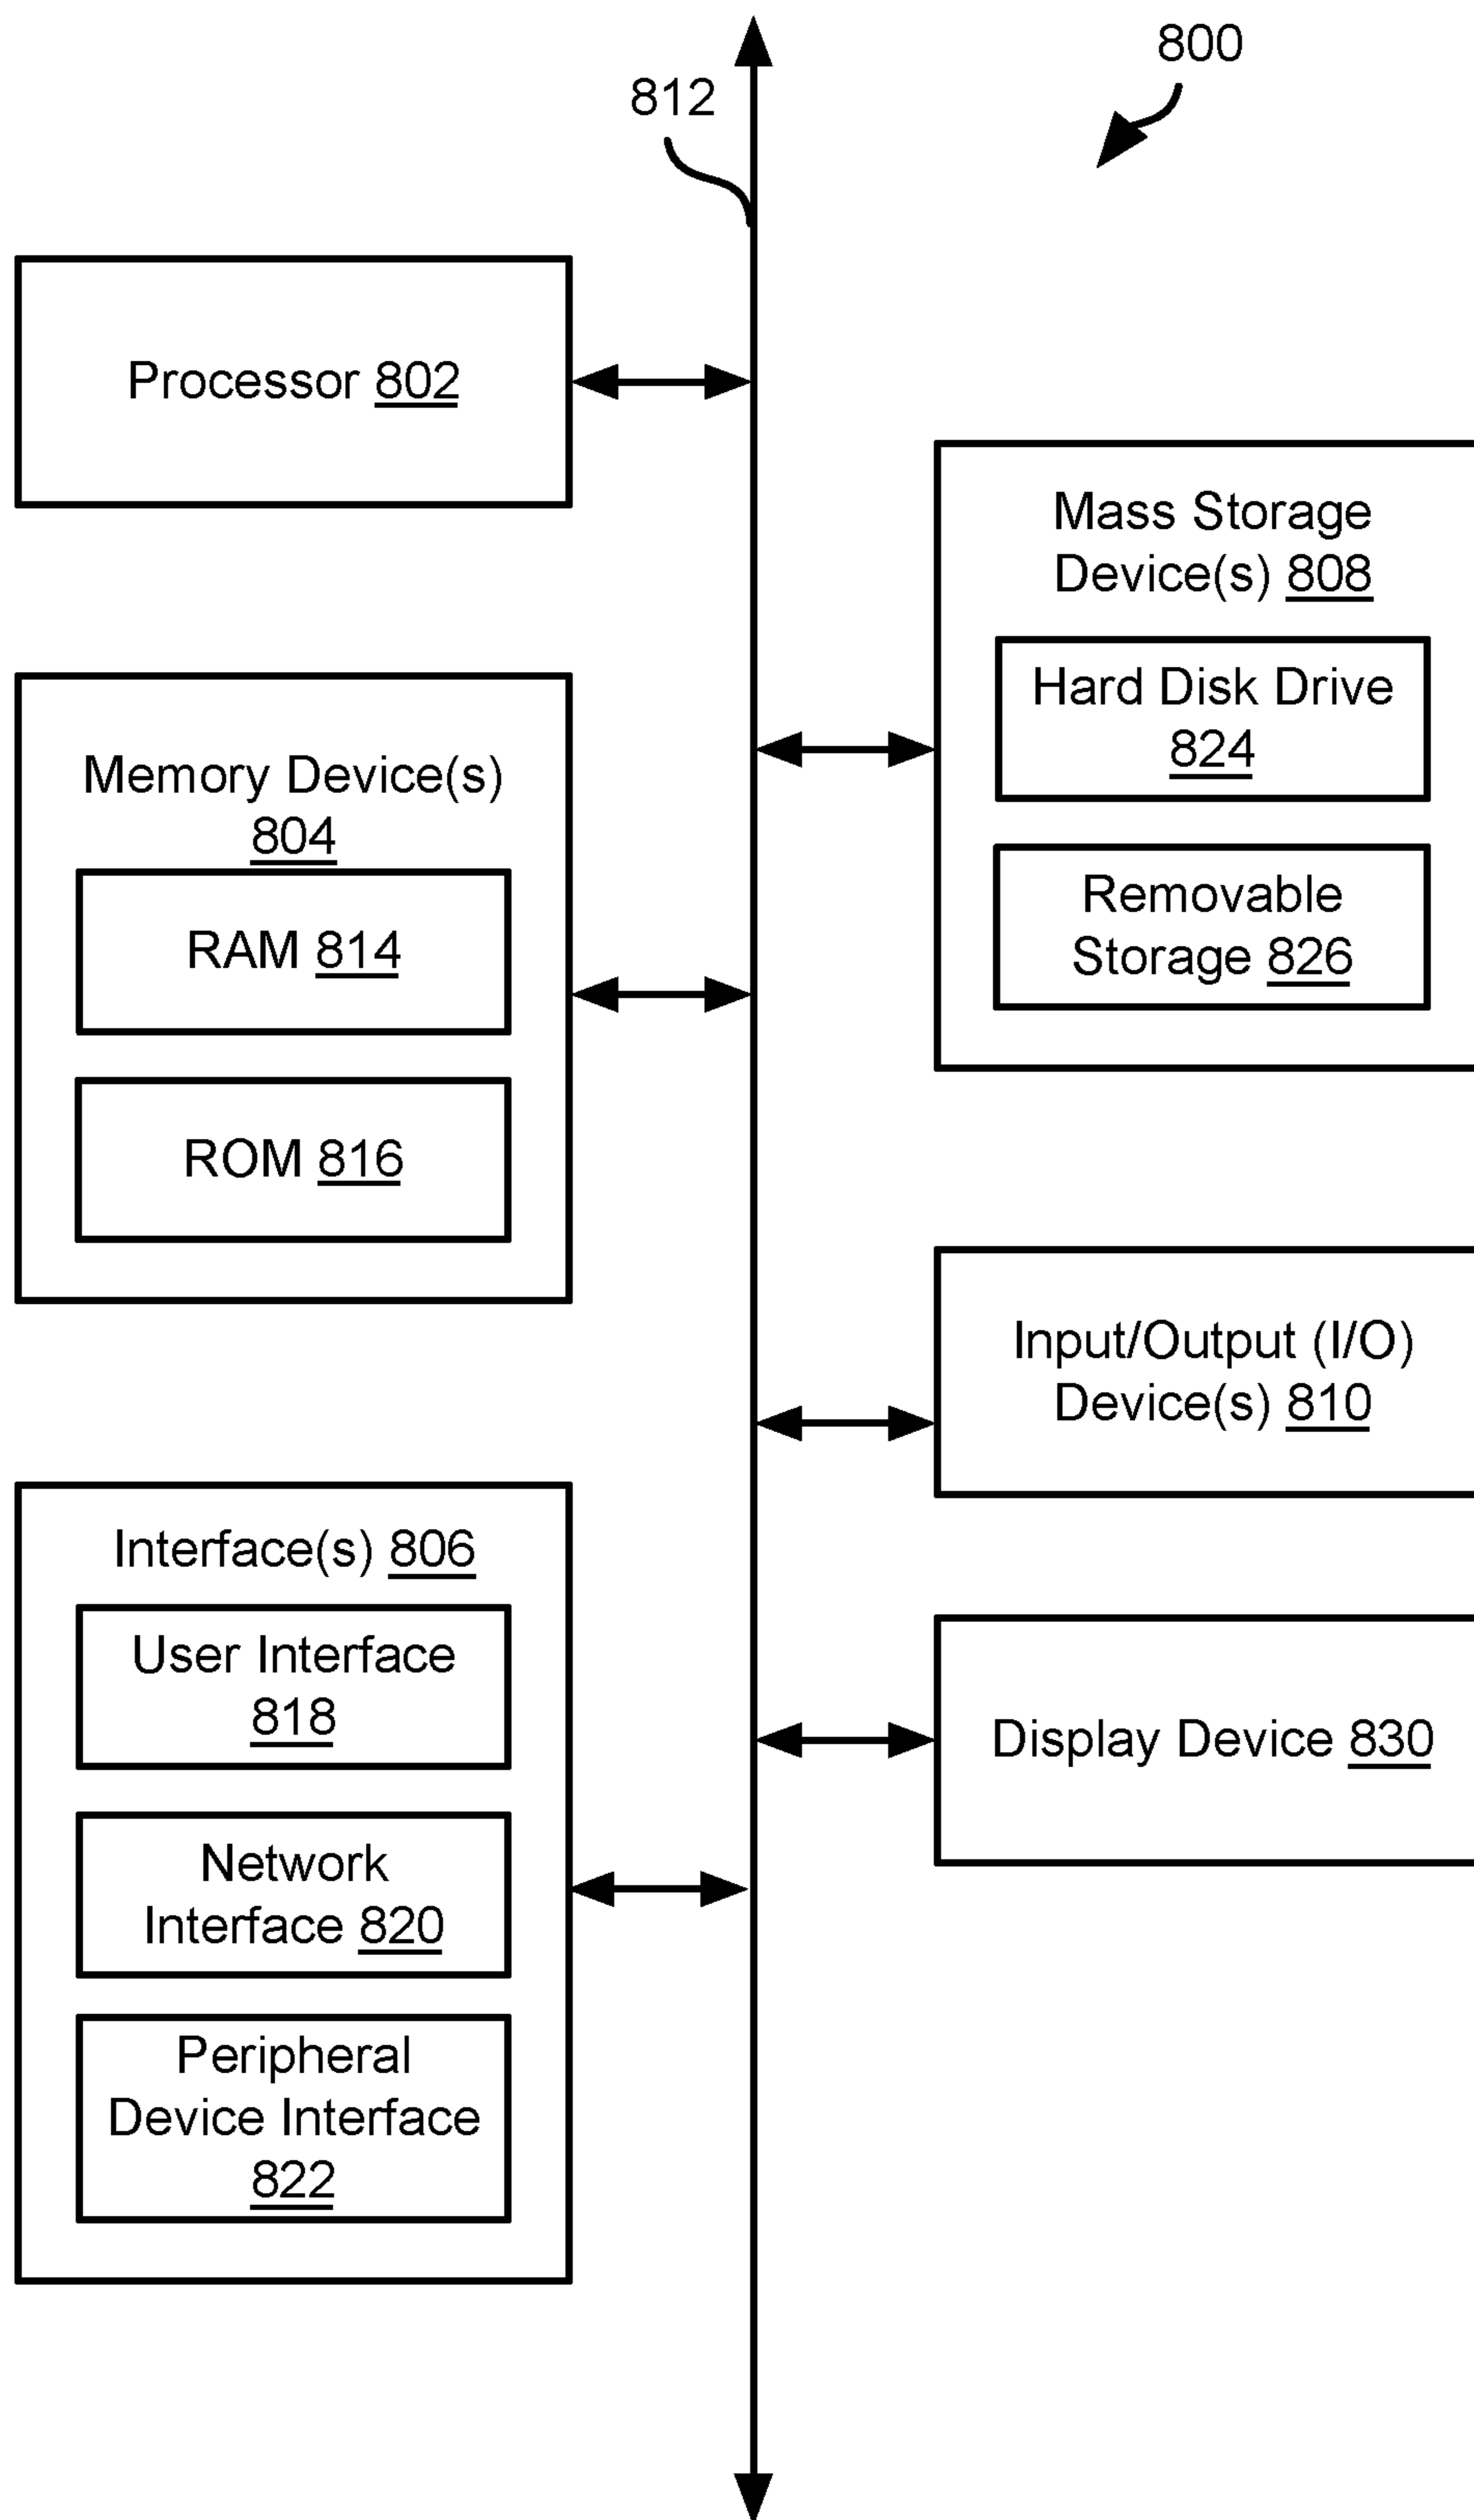 800
812
Processor 802
Mass Storage
Device(s) 808
Hard Disk Drive
824
Removable
Storage 826
Memory Device(s)
804
RAM 814
ROM 816
Input/Output (I/O)
Device(s) 810
Interface(s) 806
User Interface
818
Network
Interface 820
Peripheral
Device Interface
822
Display Device 830